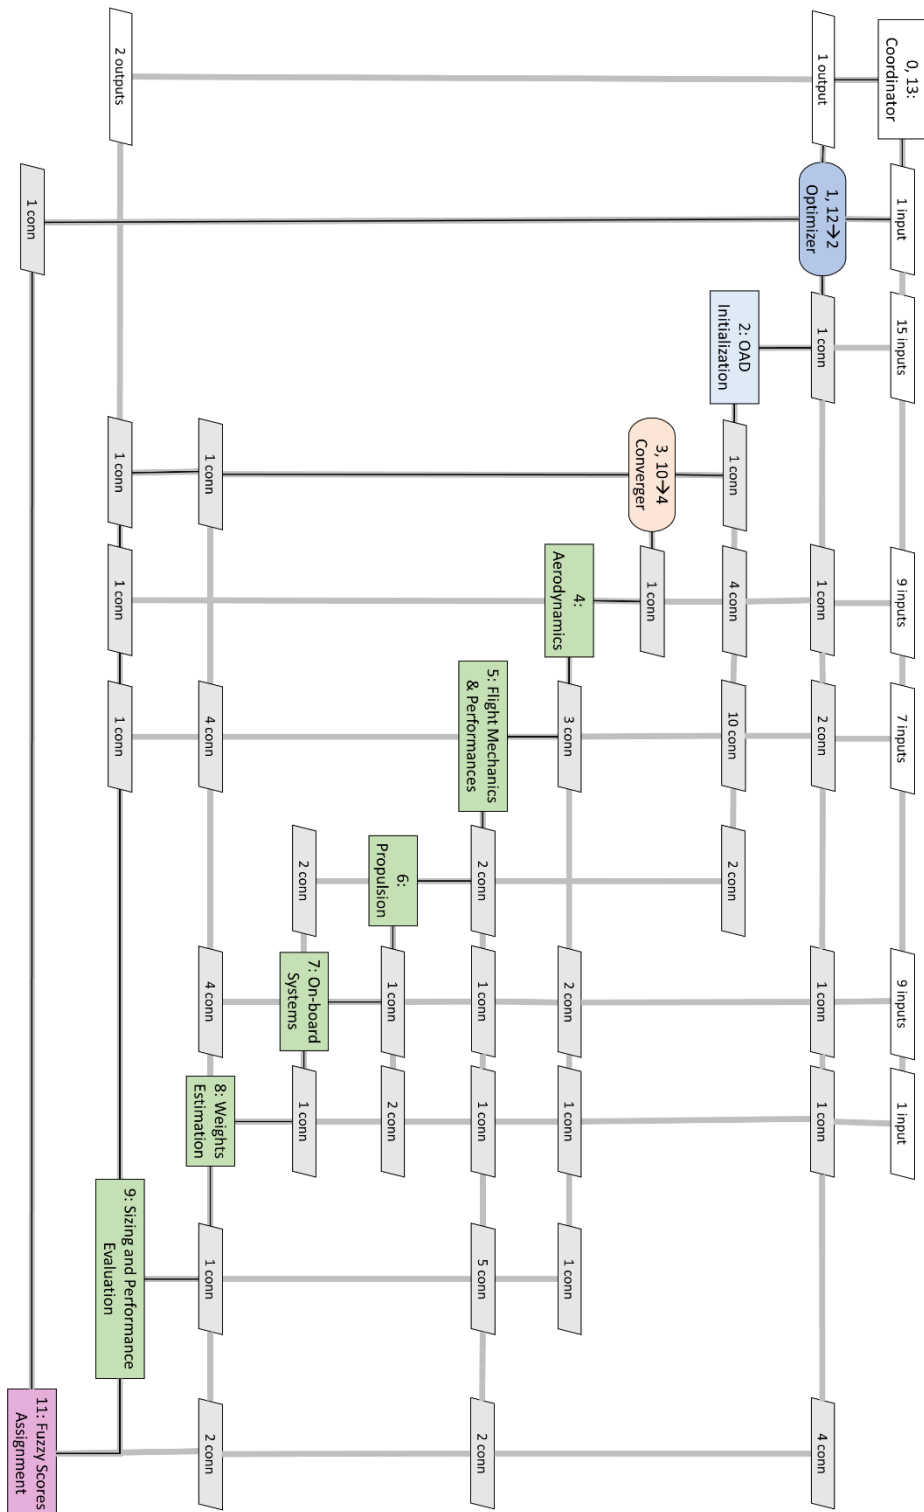 0, 13:
Coordinator
1 input
15 inputs
9 inputs
7 inputs
9 inputs
1 input
1 output
1, 12→2
Optimizer
1 conn
1 conn
2 conn
1 conn
1 conn
4 conn
2: OAD
Initialization
1 conn
4 conn
10 conn
2 conn
3, 10→4
Converger
1 conn
4:
Aerodynamics
3 conn
2 conn
1 conn
1 conn
5: Flight Mechanics
& Performances
2 conn
1 conn
1 conn
5 conn
2 conn
6:
Propulsion
1 conn
2 conn
2 conn
7: On-board
Systems
1 conn
1 conn
4 conn
4 conn
8: Weights
Estimation
1 conn
2 conn
2 outputs
1 conn
1 conn
1 conn
9: Sizing and Performance
Evaluation
1 conn
11: Fuzzy Scores
Assignment